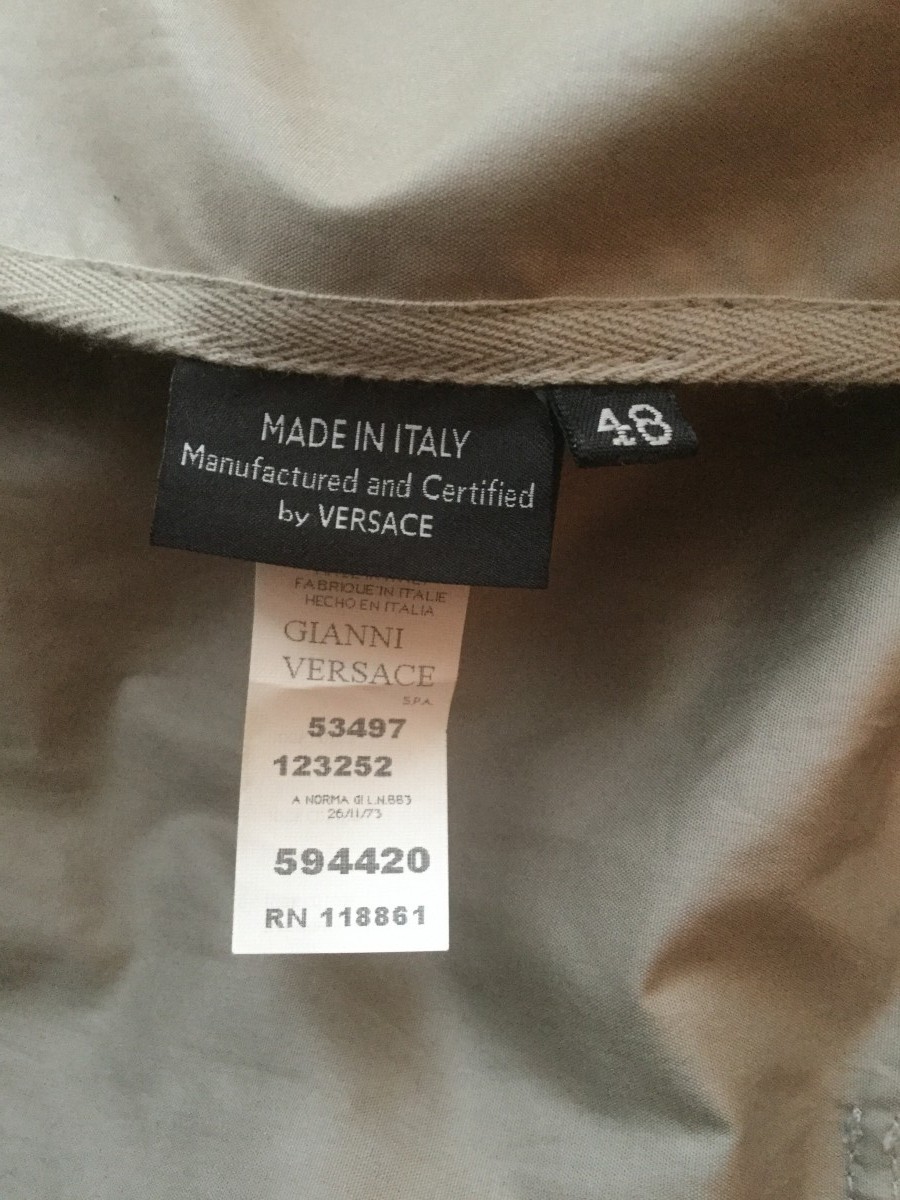 MADE IN ITALY
Manufactured and Certified
by VERSACE
48
FABRIQUE'IN ITALIE
HECHO EN ITALIA
GIANNI
VERSACE
S.P.A.
53497
123252
A NORMA GI L.N.883
26/11/73
594420
RN 118861